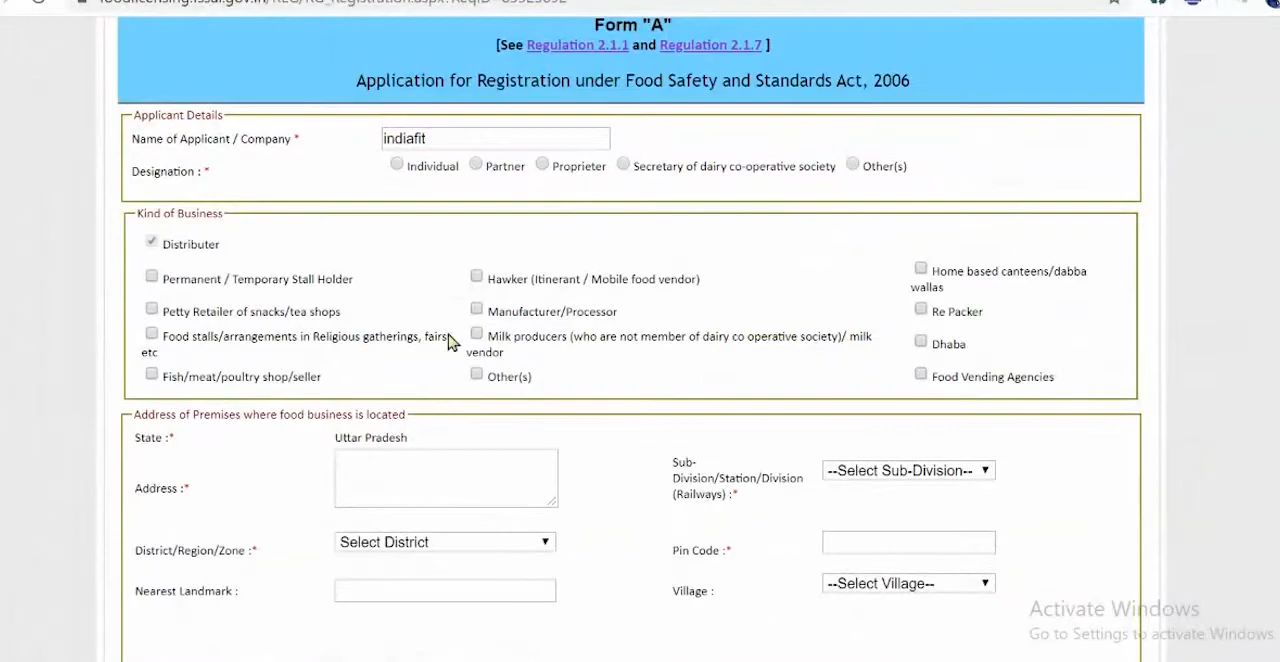 Form "A"
[See Regulation 2.1.1 and Regulation 2.1.7 ]
Application for Registration under Food Safety and Standards Act, 2006
Applicant Details
Name of Applicant / Company *
indiafit
Designation : *
Individual
Partner
Proprieter
Secretary of dairy co-operative society
Other(s)
Kind of Business
Distributer
Permanent / Temporary Stall Holder
Hawker (Itinerant / Mobile food vendor)
Home based canteens/dabba
wallas
Petty Retailer of snacks/tea shops
Manufacturer/Processor
Re Packer
Food stalls/arrangements in Religious gatherings, fairs
etc
Milk producers (who are not member of dairy co operative society)/ milk
vendor
Dhaba
Fish/meat/poultry shop/seller
Other(s)
Food Vending Agencies
Address of Premises where food business is located
State :*
Uttar Pradesh
Address :*
Sub-
Division/Station/Division
(Railways) :*
--Select Sub-Division--
District/Region/Zone :*
Select District
Pin Code :*
Nearest Landmark :
Village :
--Select Village--
Activate Windows
Go to Settings to activate Windows.